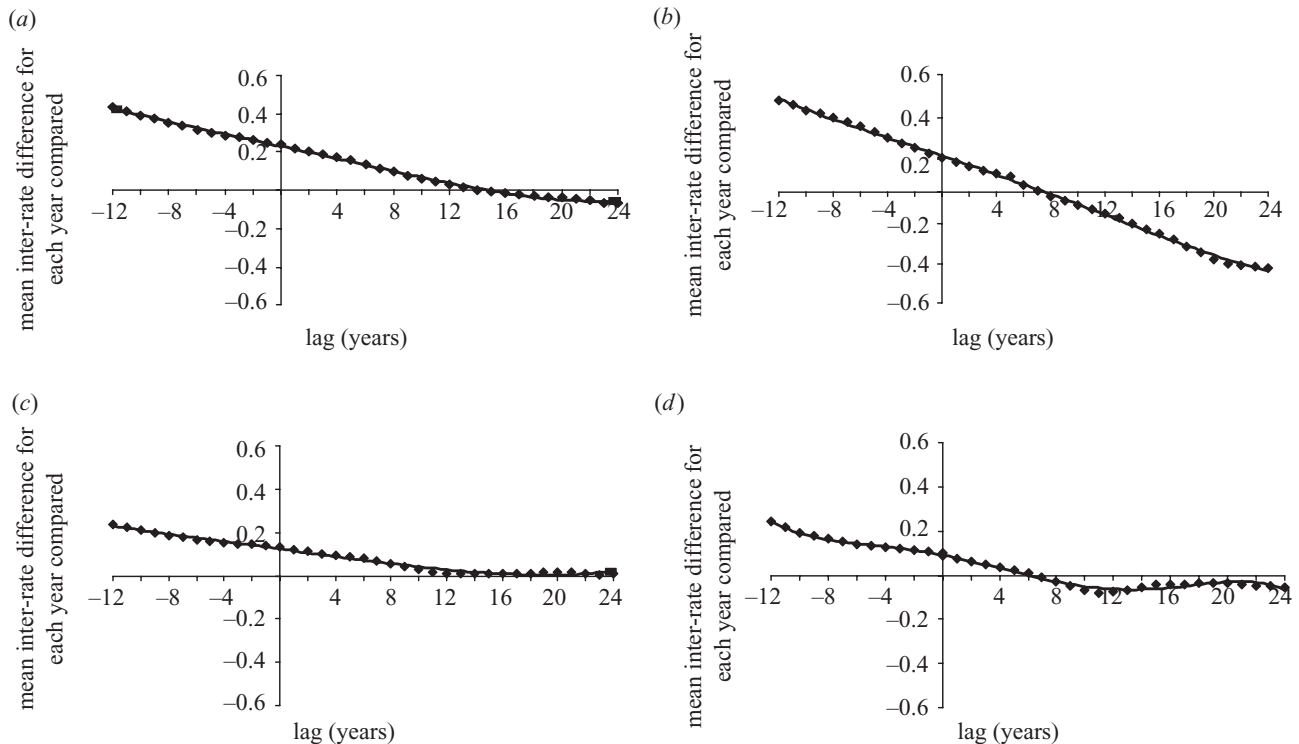 (a)
mean inter-rate difference for
each year compared
0.6
0.4
0.2
−12 −8 −4 4 8 12 16 20 24
−0.2
−0.4
−0.6
lag (years)
(b)
mean inter-rate difference for
each year compared
0.6
0.4
0.2
−12 −8 −4 4 8 12 16 20 24
−0.2
−0.4
−0.6
lag (years)
(c)
mean inter-rate difference for
each year compared
0.6
0.4
0.2
−12 −8 −4 4 8 12 16 20 24
−0.2
−0.4
−0.6
lag (years)
(d)
mean inter-rate difference for
each year compared
0.6
0.4
0.2
−12 −8 −4 4 8 12 16 20 24
−0.2
−0.4
−0.6
lag (years)